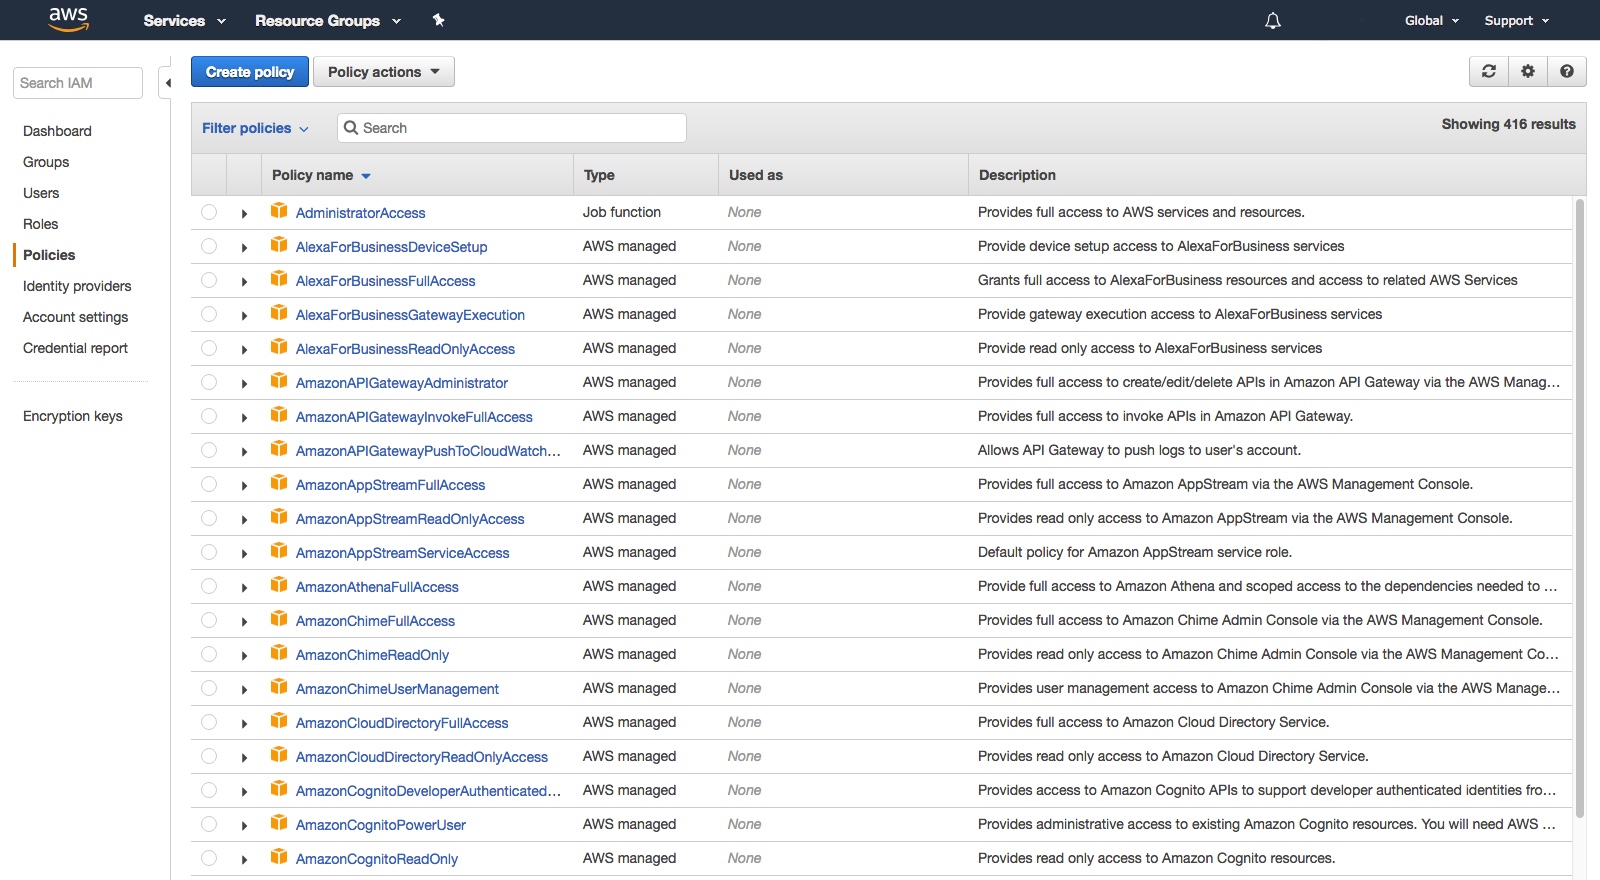 aws Services Resource Groups Global Support
Search IAM
Dashboard
Groups
Users
Roles
Policies
Identity providers
Account settings
Credential report
Encryption keys
Create policy Policy actions
Filter policies Search Showing 416 results
Policy name Type Used as Description
AdministratorAccess Job function None Provides full access to AWS services and resources.
AlexaForBusinessDeviceSetup AWS managed None Provide device setup access to AlexaForBusiness services
AlexaForBusinessFullAccess AWS managed None Grants full access to AlexaForBusiness resources and access to related AWS Services
AlexaForBusinessGatewayExecution AWS managed None Provide gateway execution access to AlexaForBusiness services
AlexaForBusinessReadOnlyAccess AWS managed None Provide read only access to AlexaForBusiness services
AmazonAPIGatewayAdministrator AWS managed None Provides full access to create/edit/delete APIs in Amazon API Gateway via the AWS Manag...
AmazonAPIGatewayInvokeFullAccess AWS managed None Provides full access to invoke APIs in Amazon API Gateway.
AmazonAPIGatewayPushToCloudWatch... AWS managed None Allows API Gateway to push logs to user's account.
AmazonAppStreamFullAccess AWS managed None Provides full access to Amazon AppStream via the AWS Management Console.
AmazonAppStreamReadOnlyAccess AWS managed None Provides read only access to Amazon AppStream via the AWS Management Console.
AmazonAppStreamServiceAccess AWS managed None Default policy for Amazon AppStream service role.
AmazonAthenaFullAccess AWS managed None Provide full access to Amazon Athena and scoped access to the dependencies needed to ...
AmazonChimeFullAccess AWS managed None Provides full access to Amazon Chime Admin Console via the AWS Management Console.
AmazonChimeReadOnly AWS managed None Provides read only access to Amazon Chime Admin Console via the AWS Management Co...
AmazonChimeUserManagement AWS managed None Provides user management access to Amazon Chime Admin Console via the AWS Manage...
AmazonCloudDirectoryFullAccess AWS managed None Provides full access to Amazon Cloud Directory Service.
AmazonCloudDirectoryReadOnlyAccess AWS managed None Provides read only access to Amazon Cloud Directory Service.
AmazonCognitoDeveloperAuthenticated... AWS managed None Provides access to Amazon Cognito APIs to support developer authenticated identities fro...
AmazonCognitoPowerUser AWS managed None Provides administrative access to existing Amazon Cognito resources. You will need AWS ...
AmazonCognitoReadOnly AWS managed None Provides read only access to Amazon Cognito resources.